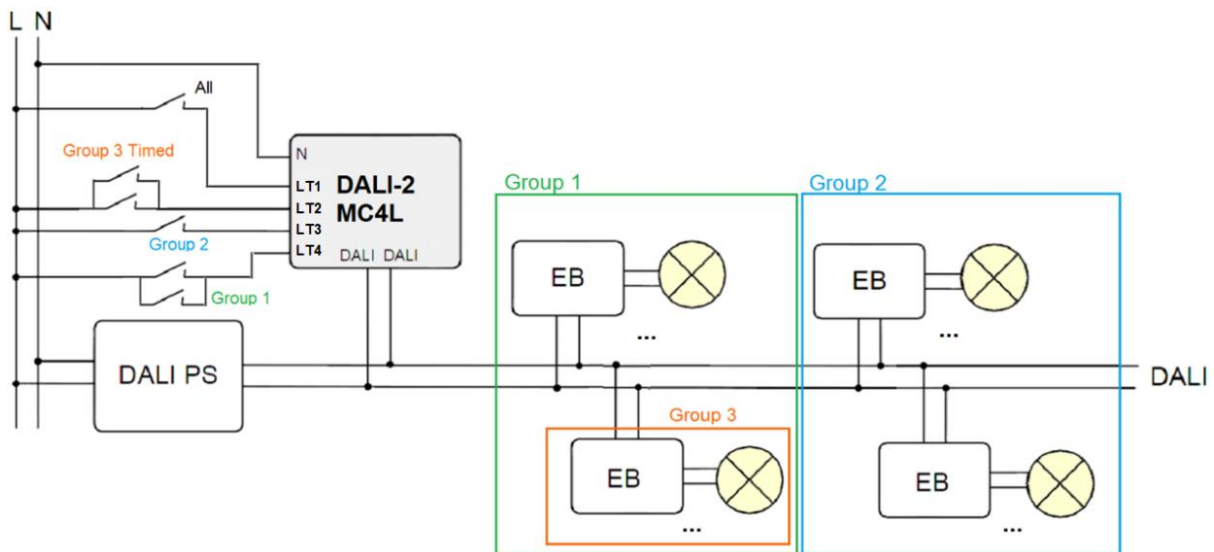 L N
All
Group 3 Timed
N
LT1
DALI-2
LT2
MC4L
LT3
LT4
DALI DALI
Group 2
Group 1
DALI PS
Group 1
Group 2
EB
...
EB
...
DALI
Group 3
EB
...
EB
...